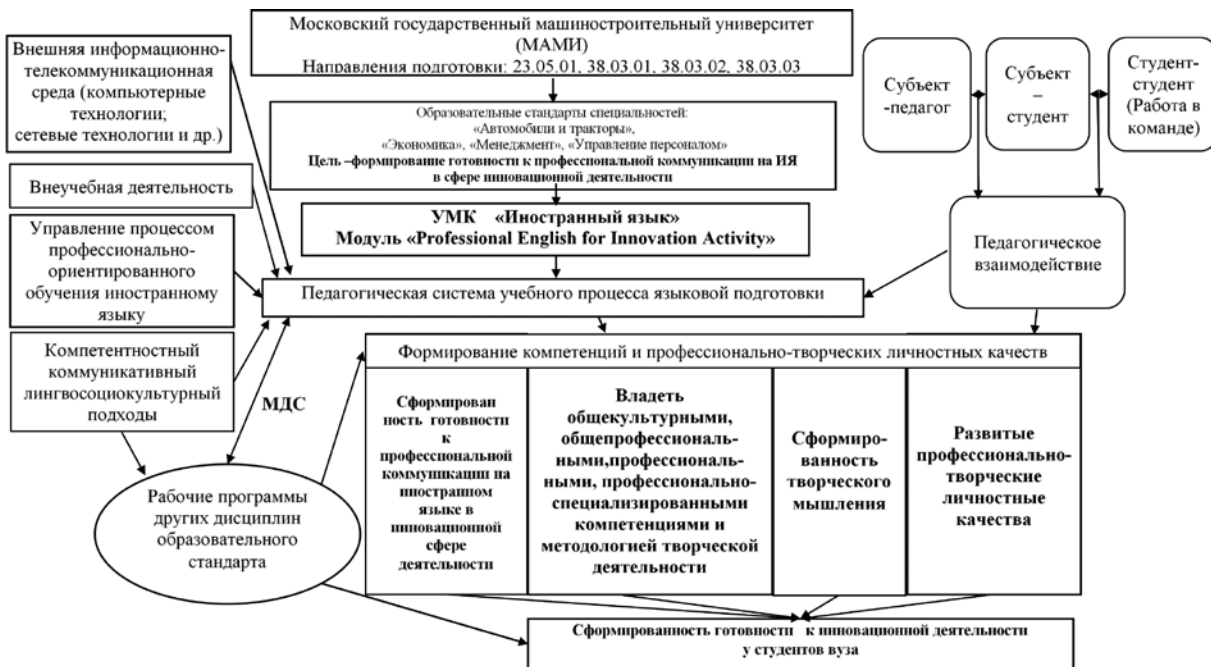 Московский государственный машиностроительный университет
(МАМИ)
Направления подготовки: 23.05.01, 38.03.01, 38.03.02, 38.03.03
Внешняя информационно-
телекоммуникационная
среда (компьютерные
технологии;
сетевые технологии и др.)
Субъект
-педагог
Субъект
–
студент
Студент-
студент
(Работа в
команде)
Образовательные стандарты специальностей:
«Автомобили и тракторы»,
«Экономика», «Менеджмент», «Управление персоналом»
Цель –формирование готовности к профессиональной коммуникации на ИЯ
в сфере инновационной деятельности
Внеучебная деятельность
УМК «Иностранный язык»
Модуль «Professional English for Innovation Activity»
Управление процессом
профессионально-
ориентированного
обучения иностранному
языку
Педагогическое
взаимодействие
Педагогическая система учебного процесса языковой подготовки
Компетентностный
коммуникативный
лингвосоциокультурный
подходы
МДС
Формирование компетенций и профессионально-творческих личностных качеств
Сформирован
ность готовности
к
профессиональной
коммуникации на
иностранном
языке в
инновационной
сфере
деятельности
Владеть
общекультурными,
общепрофессиональ-
ными,профессиональ-
ными, профессионально-
специализированными
компетенциями и
методологией творческой
деятельности
Сформиро-
ванность
творческого
мышления
Развитые
профессионально-
творческие
личностные
качества
Рабочие программы
других дисциплин
образовательного
стандарта
Сформированность готовности к инновационной деятельности
у студентов вуза